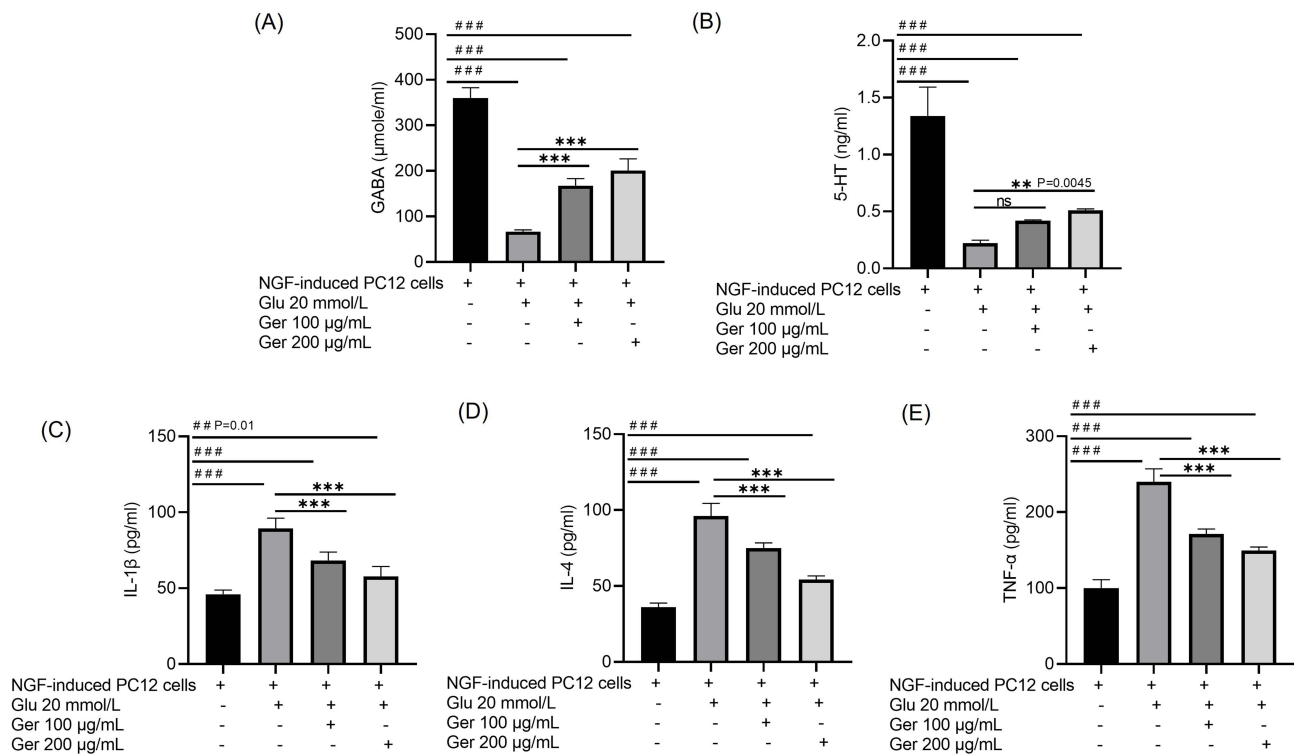 (A)
###
500
###
400
###
300
GABA (µmole/ml)
***
***
200
100
0
NGF-induced PC12 cells + + + +
Glu 20 mmol/L - + + +
Ger 100 µg/mL - - + -
Ger 200 µg/mL - - - +
(B)
###
2.0
###
###
1.5
5-HT (ng/ml)
1.0
** P=0.0045
ns
0.5
0.0
NGF-induced PC12 cells + + + +
Glu 20 mmol/L - + + +
Ger 100 µg/mL - - + -
Ger 200 µg/mL - - - +
(C)
## P=0.01
150
###
###
***
***
100
IL-1β (pg/ml)
50
0
NGF-induced PC12 cells + + + +
Glu 20 mmol/L - + + +
Ger 100 µg/mL - - + -
Ger 200 µg/mL - - - +
(D)
###
150
###
###
***
***
100
IL-4 (pg/ml)
50
0
NGF-induced PC12 cells + + + +
Glu 20 mmol/L - + + +
Ger 100 µg/mL - - + -
Ger 200 µg/mL - - - +
(E)
###
###
300
###
***
***
200
TNF-α (pg/ml)
100
0
NGF-induced PC12 cells + + + +
Glu 20 mmol/L - + + +
Ger 100 µg/mL - - + -
Ger 200 µg/mL - - - +